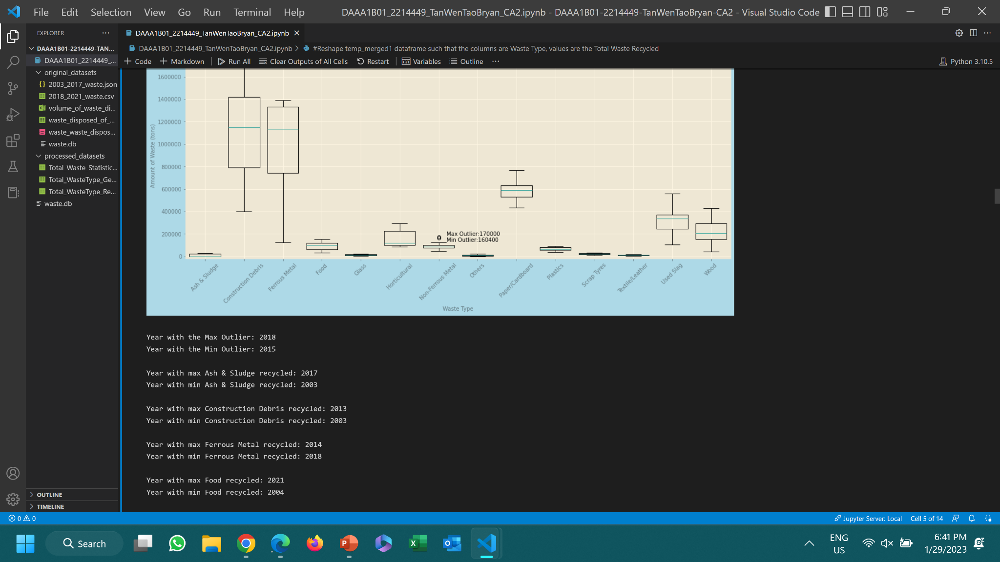 File Edit Selection View Go Run Terminal Help DAAA1B01_2214449_TanWenTaoBryan_CA2.ipynb - DAAA1B01-2214449-TanWenTaoBryan-CA2 - Visual Studio Code
EXPLORER
DAAA1B01_2214449_TanWenTaoBryan_CA2.ipynb
DAAA1B01-2214449-TAN...
DAAA1B01_2214449_TanWenTaoBryan_CA2.ipynb > #Reshape temp_merged1 dataframe such that the columns are Waste Type, values are the Total Waste Recycled
DAAA1B01_2214449_...
+ Code + Markdown Run All Clear Outputs of All Cells Restart Variables Outline ... Python 3.10.5
original_datasets
2003_2017_waste.json
2018_2021_waste.csv
volume_of_waste_di...
waste_disposed_of_...
waste_waste_dispos...
waste.db
processed_datasets
Total_Waste_Statistic...
Total_WasteType_Ge...
Total_WasteType_Re...
waste.db
OUTLINE
TIMELINE
1600000
1400000
1200000
1000000
800000
600000
400000
200000
0
Amount of Waste (tons)
Max Outlier:170000
Min Outlier:160400
Ash & Sludge
Construction Debris
Ferrous Metal
Food
Glass
Horticultural
Non-Ferrous Metal
Others
Paper/Cardboard
Plastics
Scrap Tyres
Textile/Leather
Used Slag
Wood
Waste Type
Year with the Max Outlier: 2018
Year with the Min Outlier: 2015
Year with max Ash & Sludge recycled: 2017
Year with min Ash & Sludge recycled: 2003
Year with max Construction Debris recycled: 2013
Year with min Construction Debris recycled: 2003
Year with max Ferrous Metal recycled: 2014
Year with min Ferrous Metal recycled: 2018
Year with max Food recycled: 2021
Year with min Food recycled: 2004
0 0
Jupyter Server: Local Cell 5 of 14
Search
ENG
US
6:41 PM
1/29/2023